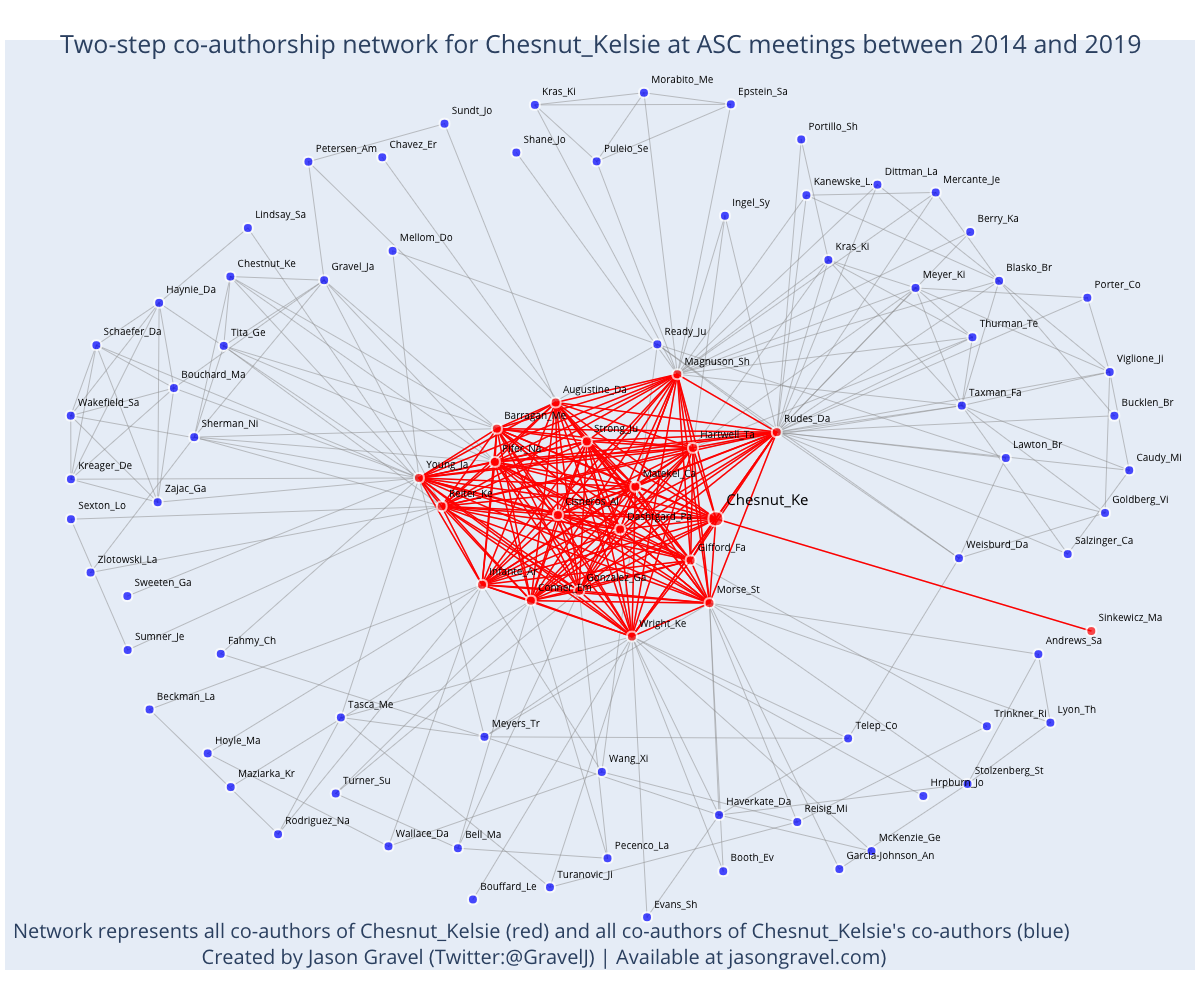 Two-step co-authorship network for Chesnut_Kelsie at ASC meetings between 2014 and 2019
Morabito_Me
Kras_Ki
Epstein_Sa
Sundt_Jo
Portillo_Sh
Shane_Jo
Chavez_Er
Petersen_Am
Puleio_Se
Dittman_La
Mercante_Je
Kanewske_L.
Ingel_Sy
Lindsay_Sa
Berry_Ka
Mellom_Do
Kras_Ki
Chestnut_Ke
Gravel_Ja
Blasko_Br
Meyer_Ki
Porter_Co
Haynie_Da
Thurman_Te
Schaefer_Da
Tita_Ge
Ready_Ju
Magnuson_Sh
Viglione_Ji
Bouchard_Ma
Augustine_Da
Taxman_Fa
Bucklen_Br
Wakefield_Sa
Barragan_Me
Strong_Ju
Rudes_Da
Sherman_Ni
Hartwell_Ta
Lawton_Br
Caudy_Mi
Kreager_De
Young_Ja
Matekel_Ca
Zajac_Ga
Reiter_Ke
Chesnut_Ke
Goldberg_Vi
Sexton_Lo
Dashtgard_Pa
Gifford_Fa
Weisburd_Da
Salzinger_Ca
Zlotowski_La
Infante_Ar
Gonzalez_Ga
Sweeten_Ga
Morse_St
Wright_Ke
Sinkewicz_Ma
Sumner_Je
Fahmy_Ch
Andrews_Sa
Beckman_La
Tasca_Me
Meyers_Tr
Telep_Co
Trinkner_Ri
Lyon_Th
Hoyle_Ma
Wang_Xi
Maziarka_Kr
Turner_Su
Stolzenberg_St
Hrpburn_Jo
Haverkate_Da
Reisig_Mi
Rodriguez_Na
Wallace_Da
Bell_Ma
McKenzie_Ge
Pecenco_La
Garcia-Johnson_An
Booth_Ev
Turanovic_Ji
Bouffard_Le
Evans_Sh
Network represents all co-authors of Chesnut_Kelsie (red) and all co-authors of Chesnut_Kelsie's co-authors (blue)
Created by Jason Gravel (Twitter:@GravelJ) | Available at jasongravel.com)